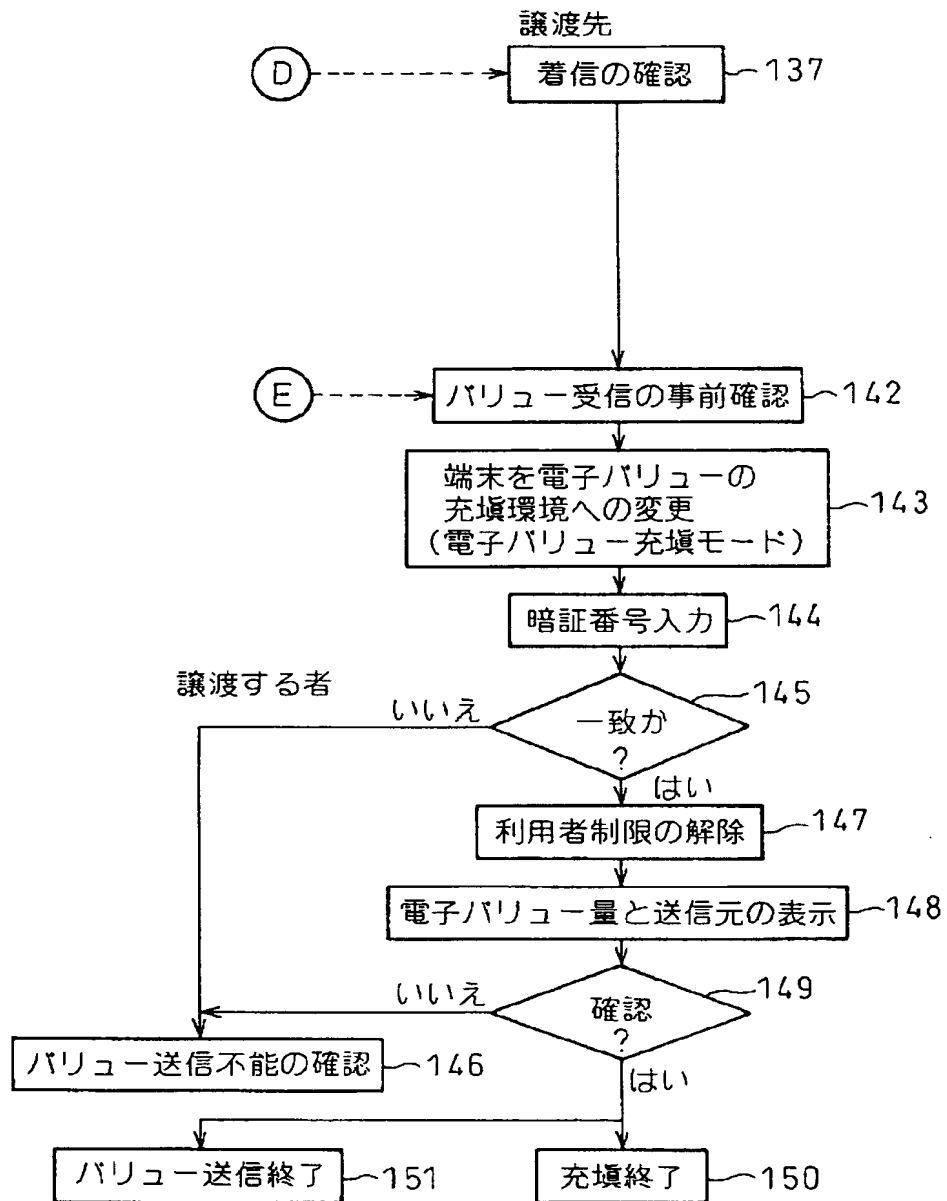 譲渡先
D
着信の確認
137
E
バリュー受信の事前確認
142
端末を電子バリューの
充塡環境への変更
(電子バリュー充塡モード)
143
暗証番号入力
144
譲渡する者
いいえ
一致か
?
145
はい
利用者制限の解除
147
電子バリュー量と送信元の表示
148
いいえ
確認
?
149
バリュー送信不能の確認
146
はい
バリュー送信終了
151
充塡終了
150